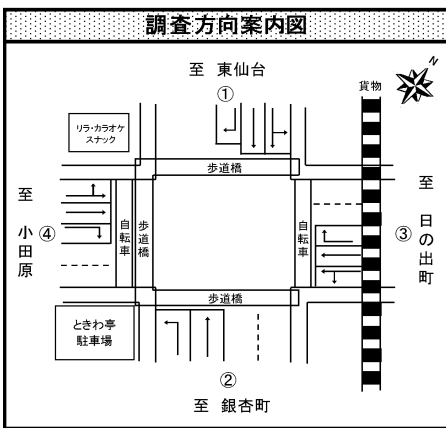 調査方向案内図
至 東仙台
①
N
貨物
リラ・カラオケ
スナック
歩道橋
至 小田原
④
自転車
歩道橋
自転車
③
至 日の出町
歩道橋
ときわ亭
駐車場
②
至 銀杏町